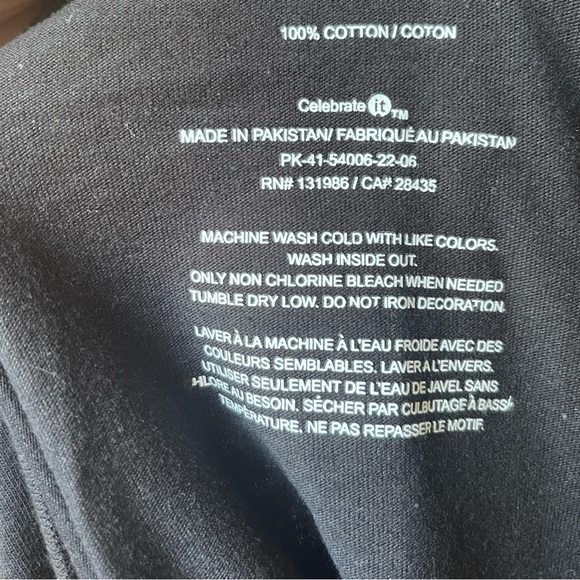 100% COTTON / COTON
Celebrate it TM
MADE IN PAKISTAN/ FABRIQUÉ AU PAKISTAN
PK-41-54006-22-06
RN# 131986 / CA# 28435
MACHINE WASH COLD WITH LIKE COLORS.
WASH INSIDE OUT.
ONLY NON CHLORINE BLEACH WHEN NEEDED
TUMBLE DRY LOW. DO NOT IRON DECORATION.
LAVER À LA MACHINE À L'EAU FROIDE AVEC DES
COULEURS SEMBLABLES. LAVER À L'ENVERS.
UTILISER SEULEMENT DE L'EAU DE JAVEL SANS
HLORE AU BESOIN. SÉCHER PAR CULBUTAGE À BASS/
TEMPÉRATURE. NE PAS REPASSER LE MOTIF.